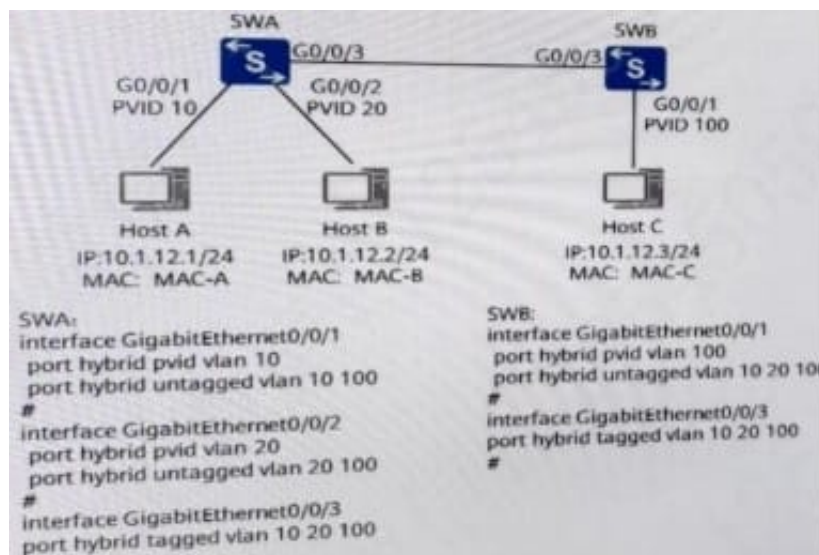 SWA
SWB
G0/0/3
G0/0/3
S
S
G0/0/1
PVID 10
G0/0/2
PVID 20
G0/0/1
PVID 100
Host A
Host B
Host C
IP:10.1.12.1/24
MAC: MAC-A
IP:10.1.12.2/24
MAC: MAC-B
IP:10.1.12.3/24
MAC: MAC-C
SWA:
interface GigabitEthernet0/0/1
port hybrid pvid vlan 10
port hybrid untagged vlan 10 100
#
interface GigabitEthernet0/0/2
port hybrid pvid vlan 20
port hybrid untagged vlan 20 100
#
interface GigabitEthernet0/0/3
port hybrid tagged vlan 10 20 100
SWB:
interface GigabitEthernet0/0/1
port hybrid pvid vlan 100
port hybrid untagged vlan 10 20 100
#
interface GigabitEthernet0/0/3
port hybrid tagged vlan 10 20 100
#